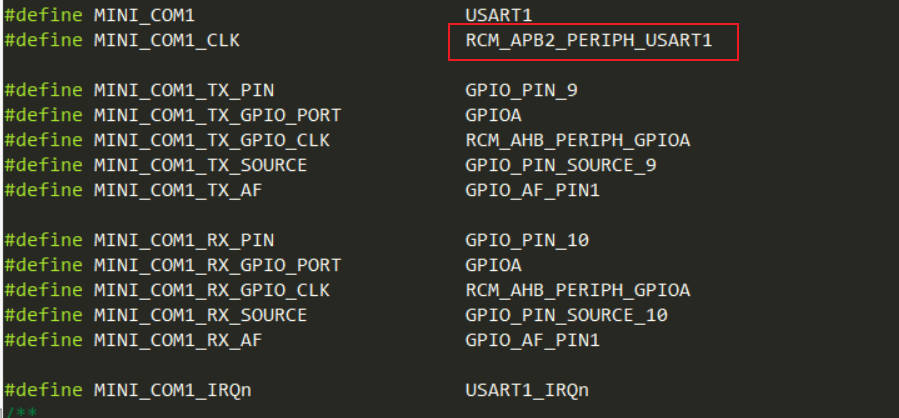 #define MINI_COM1 USART1
#define MINI_COM1_CLK RCM_APB2_PERIPH_USART1
#define MINI_COM1_TX_PIN GPIO_PIN_9
#define MINI_COM1_TX_GPIO_PORT GPIOA
#define MINI_COM1_TX_GPIO_CLK RCM_AHB_PERIPH_GPIOA
#define MINI_COM1_TX_SOURCE GPIO_PIN_SOURCE_9
#define MINI_COM1_TX_AF GPIO_AF_PIN1
#define MINI_COM1_RX_PIN GPIO_PIN_10
#define MINI_COM1_RX_GPIO_PORT GPIOA
#define MINI_COM1_RX_GPIO_CLK RCM_AHB_PERIPH_GPIOA
#define MINI_COM1_RX_SOURCE GPIO_PIN_SOURCE_10
#define MINI_COM1_RX_AF GPIO_AF_PIN1
#define MINI_COM1_IRQn USART1_IRQn
/**